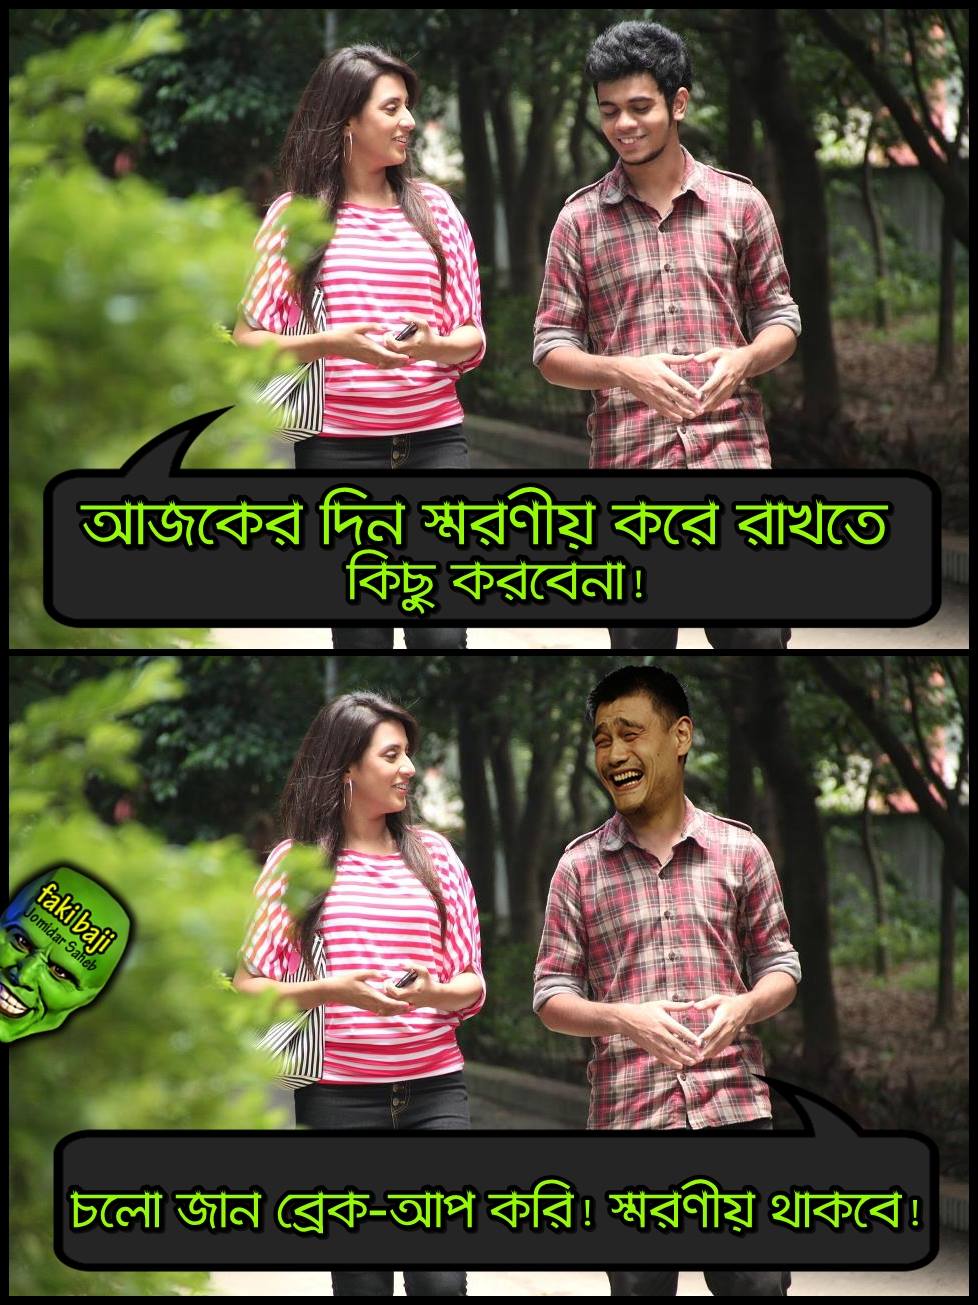 আজকের দিন স্মরণীয় করে রাখতে
কিছু করবেনা!
faki baji
Jomidar Saheb
চলো জান ব্রেক-আপ করি! স্মরণীয় থাকবে!